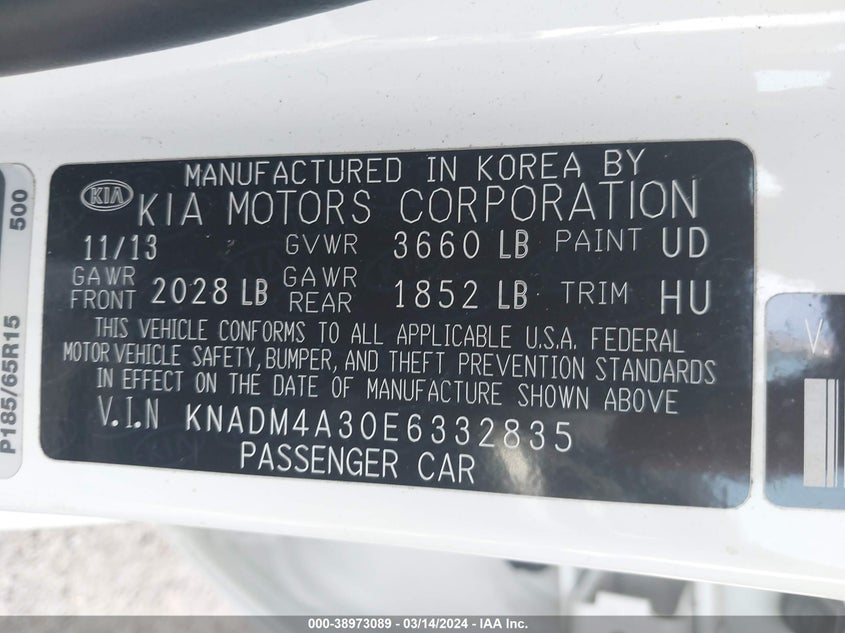 MANUFACTURED IN KOREA BY
KIA KIA MOTORS CORPORATION
11/13 GVWR 3660 LB PAINT UD
GAWR FRONT 2028 LB GAWR REAR 1852 LB TRIM HU
THIS VEHICLE CONFORMS TO ALL APPLICABLE U.S.A. FEDERAL
MOTOR VEHICLE SAFETY, BUMPER, AND THEFT PREVENTION STANDARDS
IN EFFECT ON THE DATE OF MANUFACTURE SHOWN ABOVE
V.I.N KNADM4A30E6332835
PASSENGER CAR
P185/65R15 500
V
000-38973089 - 03/14/2024 - IAA Inc.